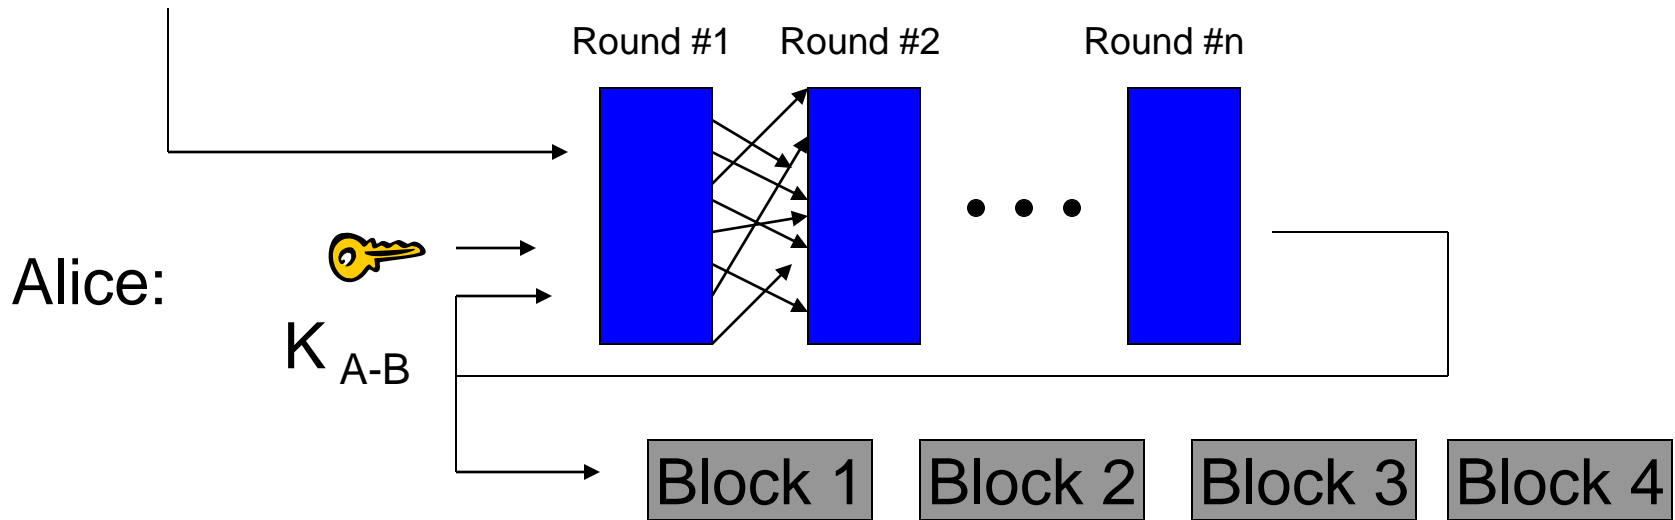 Round #1 Round #2 Round #n
Alice:
K A-B
Block 1 Block 2 Block 3 Block 4